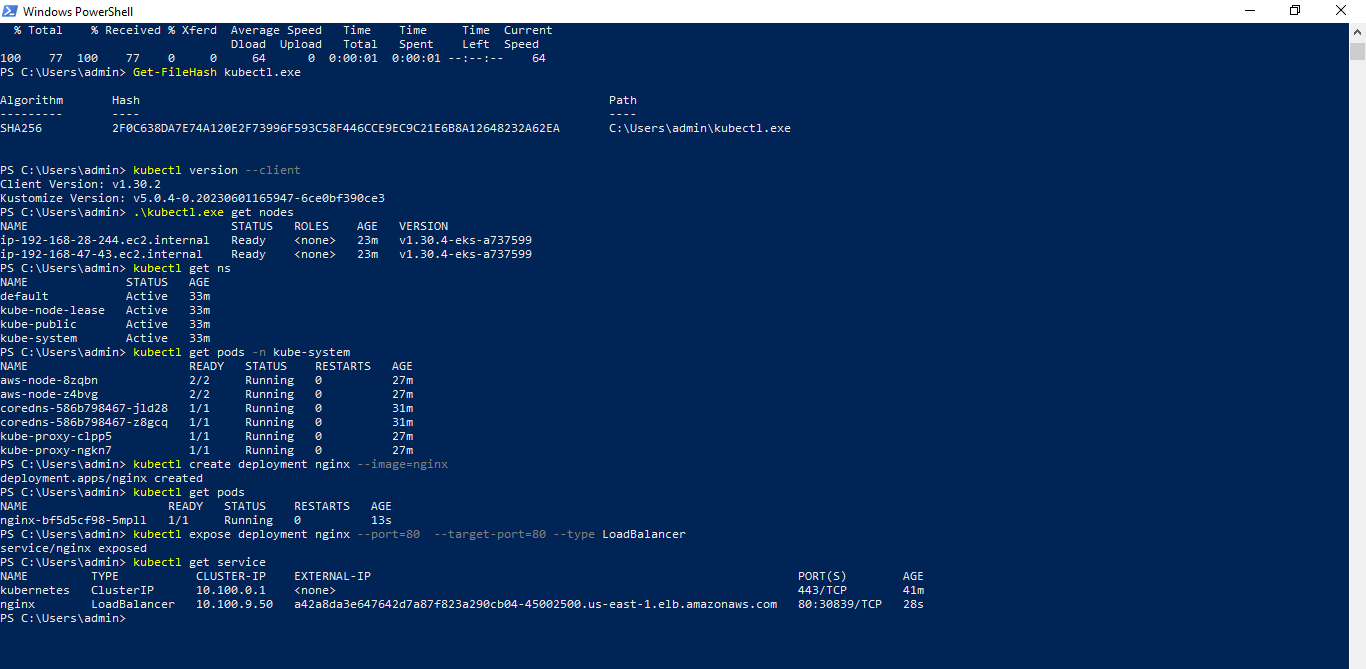 Windows PowerShell
  % Total    % Received % Xferd  Average Speed   Time    Time     Time  Current
                                 Dload  Upload   Total   Spent    Left  Speed
100    77  100    77    0     0     64      0  0:00:01  0:00:01 --:--:--    64
PS C:\Users\admin> Get-FileHash kubectl.exe
Algorithm       Hash                                                                   Path
---------       ----                                                                   ----
SHA256          2F0C638DA7E74A120E2F73996F593C58F446CCE9EC9C21E6B8A12648232A62EA       C:\Users\admin\kubectl.exe
PS C:\Users\admin> kubectl version --client
Client Version: v1.30.2
Kustomize Version: v5.0.4-0.20230601165947-6ce0bf390ce3
PS C:\Users\admin> .\kubectl.exe get nodes
NAME                             STATUS   ROLES    AGE   VERSION
ip-192-168-28-244.ec2.internal   Ready    <none>   23m   v1.30.4-eks-a737599
ip-192-168-47-43.ec2.internal    Ready    <none>   23m   v1.30.4-eks-a737599
PS C:\Users\admin> kubectl get ns
NAME              STATUS   AGE
default           Active   33m
kube-node-lease   Active   33m
kube-public       Active   33m
kube-system       Active   33m
PS C:\Users\admin> kubectl get pods -n kube-system
NAME                       READY   STATUS    RESTARTS   AGE
aws-node-8zqbn             2/2     Running   0          27m
aws-node-z4bvg             2/2     Running   0          27m
coredns-586b798467-jld28   1/1     Running   0          31m
coredns-586b798467-z8gcq   1/1     Running   0          31m
kube-proxy-clpp5           1/1     Running   0          27m
kube-proxy-ngkn7           1/1     Running   0          27m
PS C:\Users\admin> kubectl create deployment nginx --image=nginx
deployment.apps/nginx created
PS C:\Users\admin> kubectl get pods
NAME                    READY   STATUS    RESTARTS   AGE
nginx-bf5d5cf98-5mpll   1/1     Running   0          13s
PS C:\Users\admin> kubectl expose deployment nginx --port=80  --target-port=80 --type LoadBalancer
service/nginx exposed
PS C:\Users\admin> kubectl get service
NAME         TYPE           CLUSTER-IP    EXTERNAL-IP                                                             PORT(S)        AGE
kubernetes   ClusterIP      10.100.0.1    <none>                                                                  443/TCP        41m
nginx        LoadBalancer   10.100.9.50   a42a8da3e647642d7a87f823a290cb04-45002500.us-east-1.elb.amazonaws.com   80:30839/TCP   28s
PS C:\Users\admin>